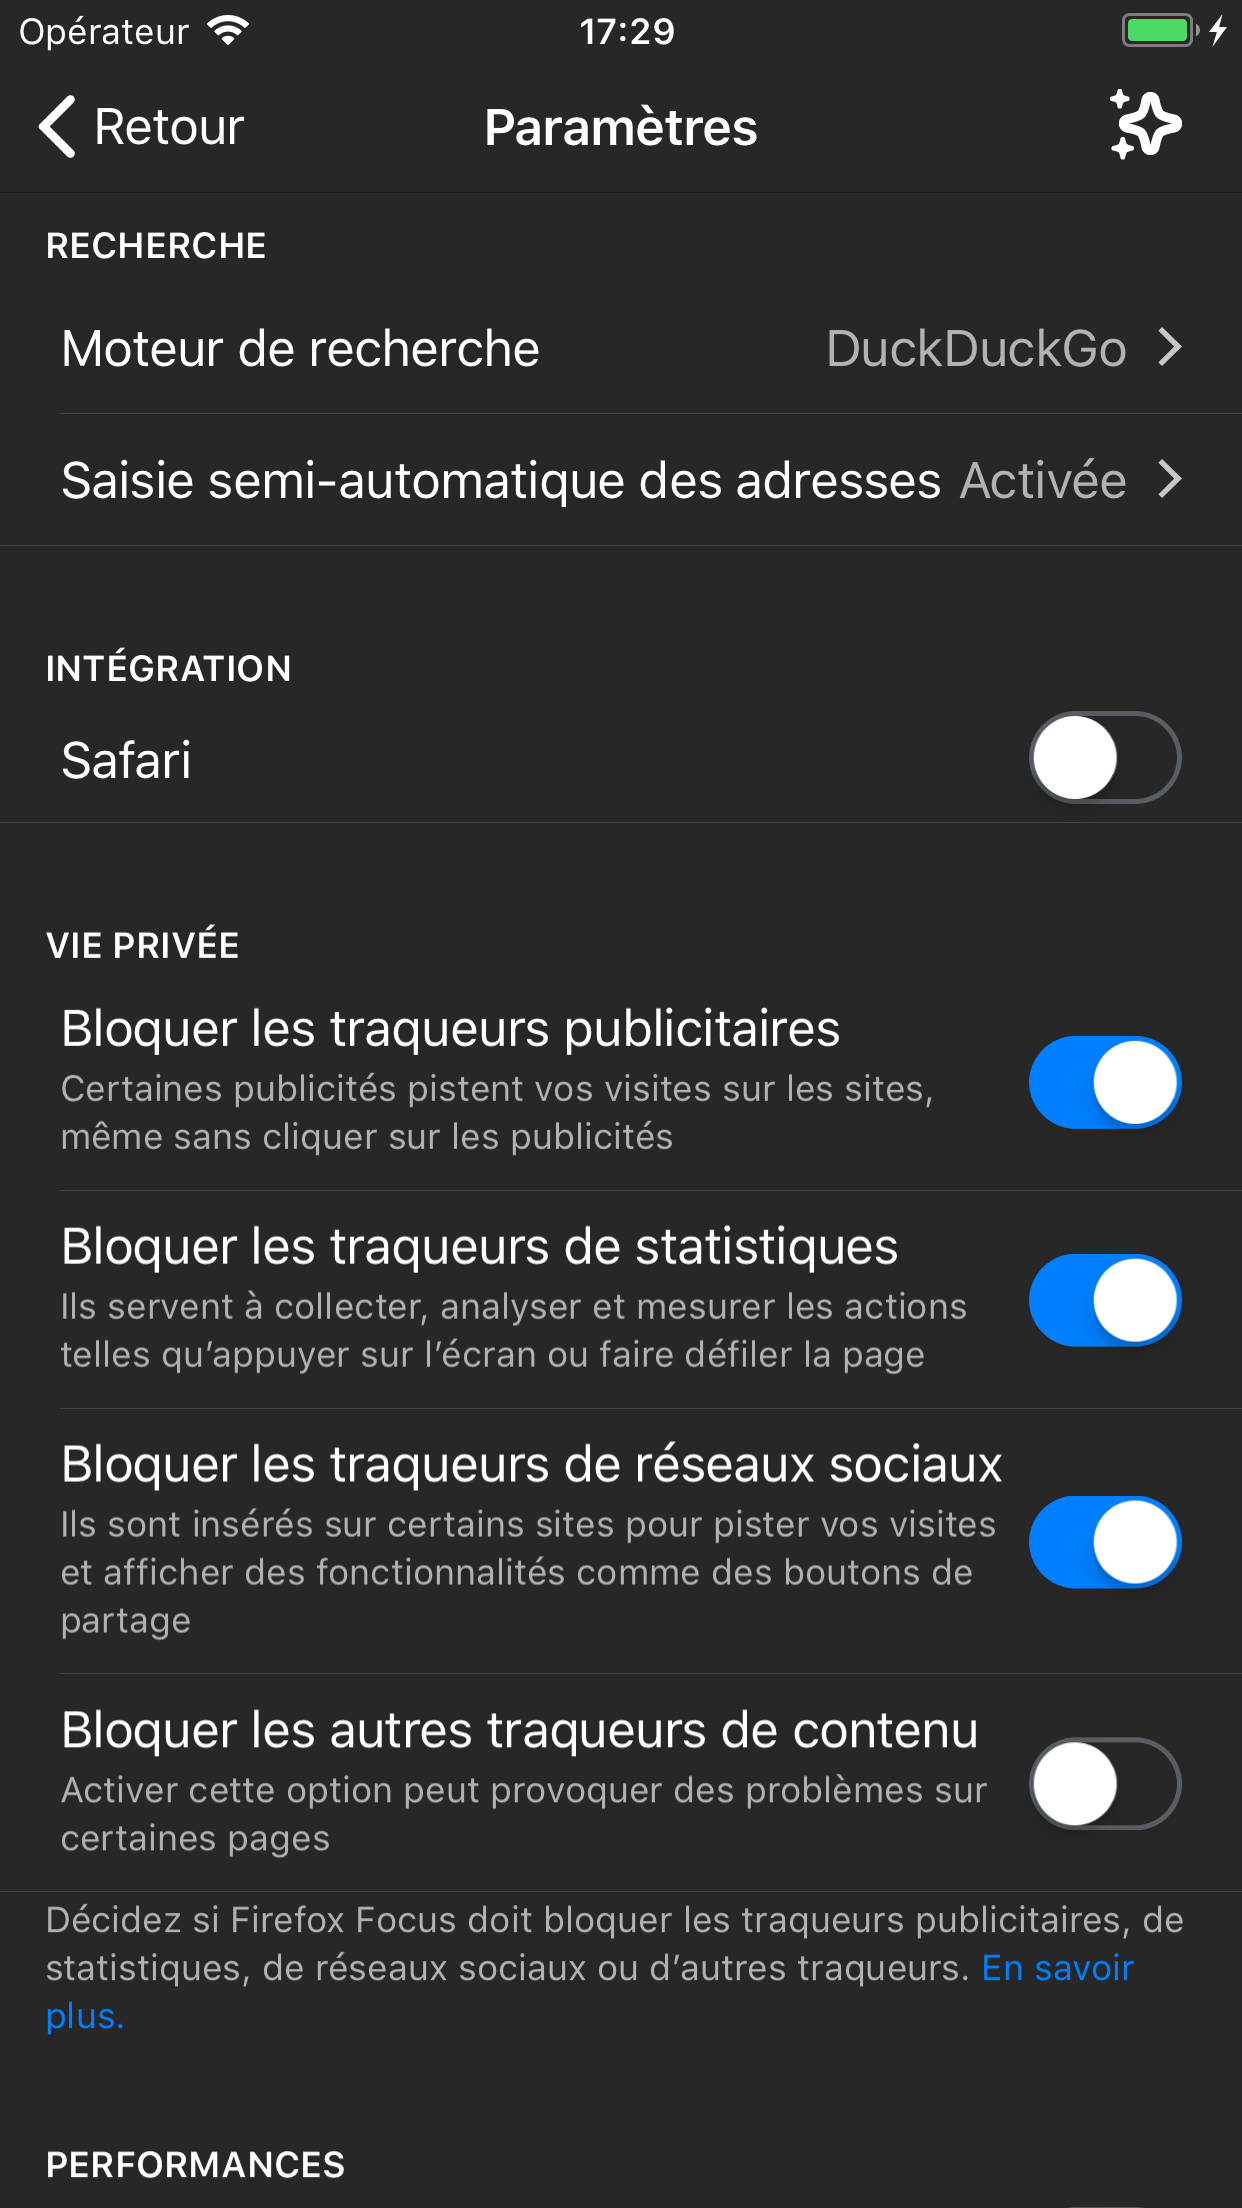 Opérateur 17:29
Retour Paramètres
RECHERCHE
Moteur de recherche DuckDuckGo
Saisie semi-automatique des adresses Activée
INTÉGRATION
Safari
VIE PRIVÉE
Bloquer les traqueurs publicitaires
Certaines publicités pistent vos visites sur les sites,
même sans cliquer sur les publicités
Bloquer les traqueurs de statistiques
Ils servent à collecter, analyser et mesurer les actions
telles qu’appuyer sur l’écran ou faire défiler la page
Bloquer les traqueurs de réseaux sociaux
Ils sont insérés sur certains sites pour pister vos visites
et afficher des fonctionnalités comme des boutons de
partage
Bloquer les autres traqueurs de contenu
Activer cette option peut provoquer des problèmes sur
certaines pages
Décidez si Firefox Focus doit bloquer les traqueurs publicitaires, de
statistiques, de réseaux sociaux ou d’autres traqueurs. En savoir
plus.
PERFORMANCES